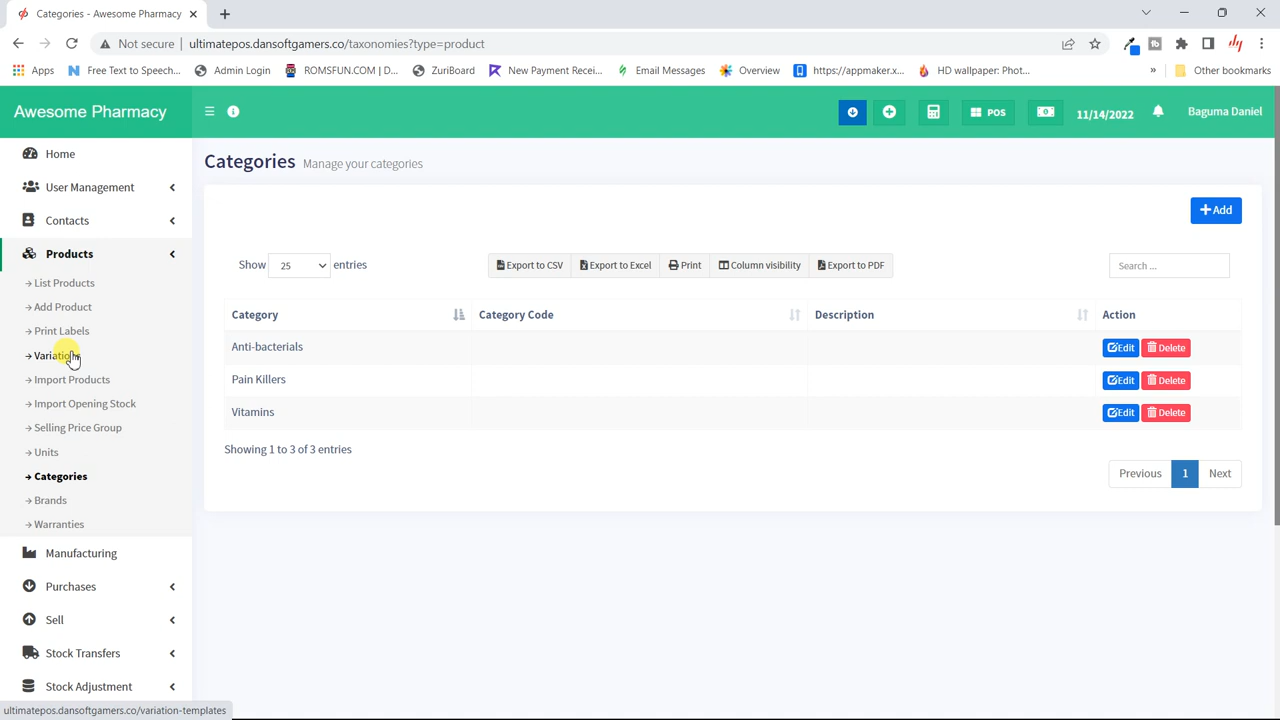 Categories - Awesome Pharmacy
Not secure
ultimatepos.dansoftgamers.co/taxonomies?type=product
Apps
Free Text to Speech...
Admin Login
ROMSFUN.COM | D...
ZuriBoard
New Payment Recei...
Email Messages
Overview
https://appmaker.x...
HD wallpaper: Phot...
»
Other bookmarks
Awesome Pharmacy
POS
11/14/2022
Baguma Daniel
Home
User Management
Contacts
Products
List Products
Add Product
Print Labels
Variations
Import Products
Import Opening Stock
Selling Price Group
Units
Categories
Brands
Warranties
Manufacturing
Purchases
Sell
Stock Transfers
Stock Adjustment
Categories Manage your categories
+ Add
Show 25 entries
Export to CSV
Export to Excel
Print
Column visibility
Export to PDF
Search ...
Category Category Code Description Action
Anti-bacterials Edit Delete
Pain Killers Edit Delete
Vitamins Edit Delete
Showing 1 to 3 of 3 entries
Previous 1 Next
ultimatepos.dansoftgamers.co/variation-templates